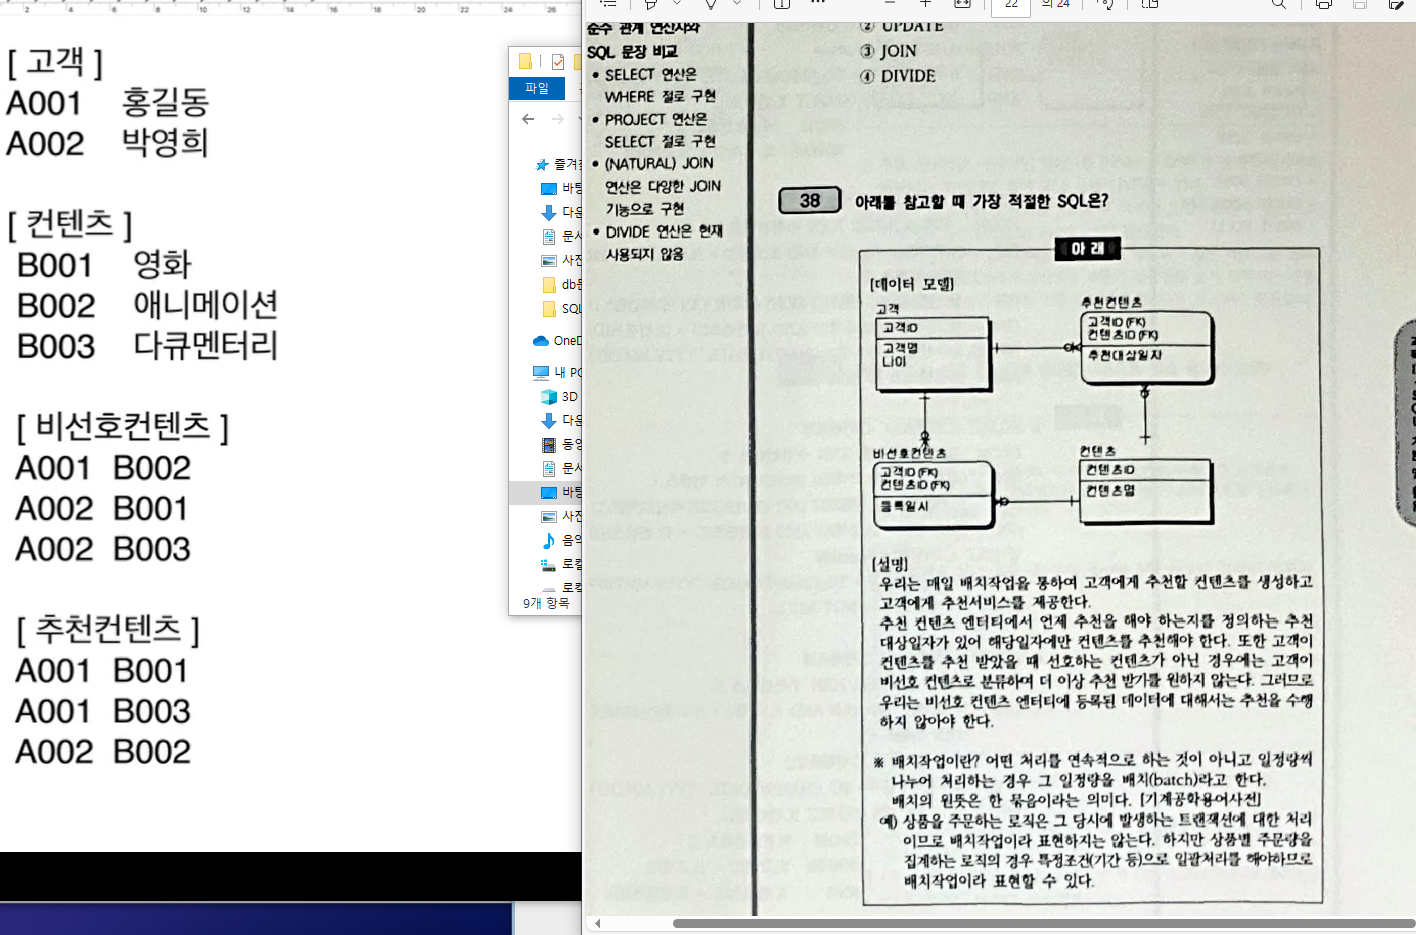 [ 고객 ]
A001 홍길동
A002 박영희
[ 컨텐츠 ]
B001 영화
B002 애니메이션
B003 다큐멘터리
[ 비선호컨텐츠 ]
A001 B002
A002 B001
A002 B003
[ 추천컨텐츠 ]
A001 B001
A001 B003
A002 B002
파일
즐겨
바탕
다운
문서
사진
SQL
내 PC
3D
다운
동영
문서
바탕
사진
음악
로컬
로컬
9개 항목
22
의 24
순수 관계 연산자와
SQL 문장 비교
• SELECT 연산은
WHERE 절로 구현
• PROJECT 연산은
SELECT 절로 구현
• (NATURAL) JOIN
연산은 다양한 JOIN
기능으로 구현
• DIVIDE 연산은 현재
사용되지 않음
② UPDATE
③ JOIN
④ DIVIDE
38 아래를 참고할 때 가장 적절한 SQL은?
아 래
[데이터 모델]
고객
고객ID
고객명
나이
추천컨텐츠
고객ID (FK)
컨텐츠ID (FK)
추천대상일자
비선호컨텐츠
고객ID (FK)
컨텐츠ID (FK)
등록일시
컨텐츠
컨텐츠ID
컨텐츠명
[설명]
우리는 매일 배치작업을 통하여 고객에게 추천할 컨텐츠를 생성하고
고객에게 추천서비스를 제공한다.
추천 컨텐츠 엔터티에서 언제 추천을 해야 하는지를 정의하는 추천
대상일자가 있어 해당일자에만 컨텐츠를 추천해야 한다. 또한 고객이
컨텐츠를 추천 받았을 때 선호하는 컨텐츠가 아닌 경우에는 고객이
비선호 컨텐츠로 분류하여 더 이상 추천 받기를 원하지 않는다. 그러므로
우리는 비선호 컨텐츠 엔터티에 등록된 데이터에 대해서는 추천을 수행
하지 않아야 한다.
※ 배치작업이란? 어떤 처리를 연속적으로 하는 것이 아니고 일정량씩
나누어 처리하는 경우 그 일정량을 배치(batch)라고 한다.
배치의 원뜻은 한 묶음이라는 의미다. [기계공학용어사전]
예) 상품을 주문하는 로직은 그 당시에 발생하는 트랜잭션에 대한 처리
이므로 배치작업이라 표현하지는 않는다. 하지만 상품별 주문량을
집계하는 로직의 경우 특정조건(기간 등)으로 일괄처리를 해야하므로
배치작업이라 표현할 수 있다.